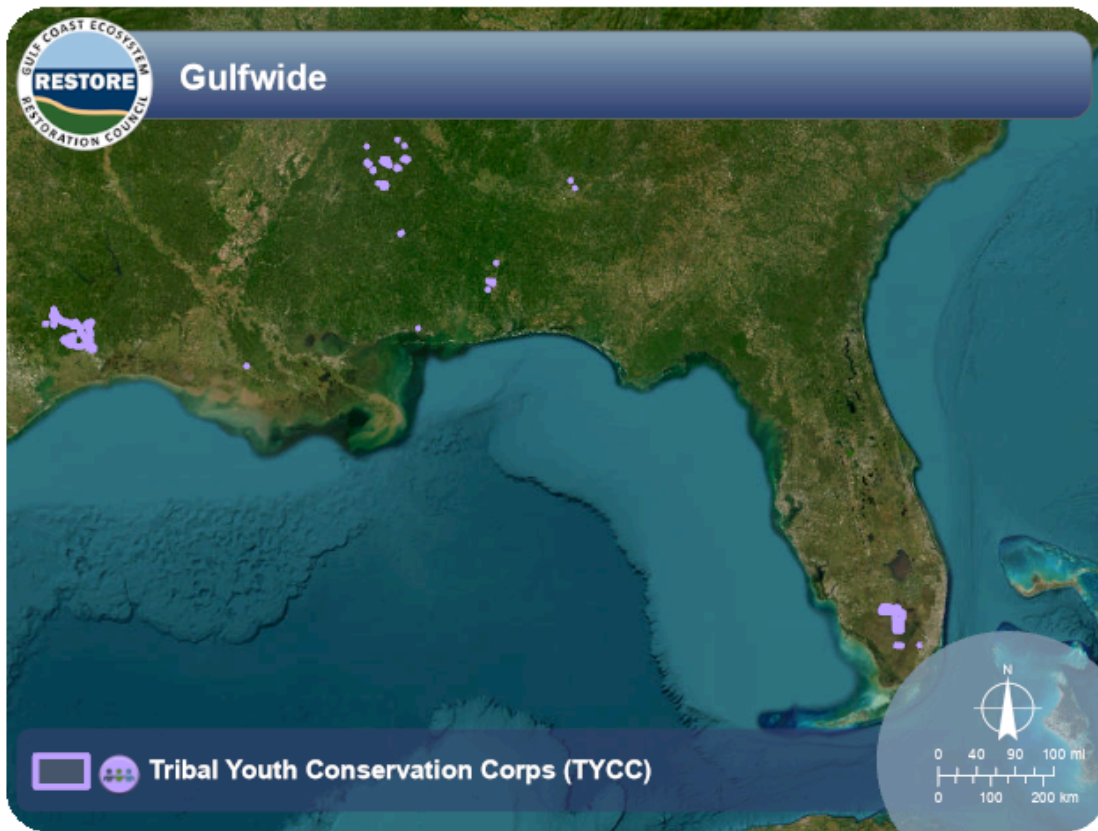 GULF COAST ECOSYSTEM
RESTORE
RESTORATION COUNCIL
Gulfwide
N
0 40 90 100 mi
0 100 200 km
Tribal Youth Conservation Corps (TYCC)